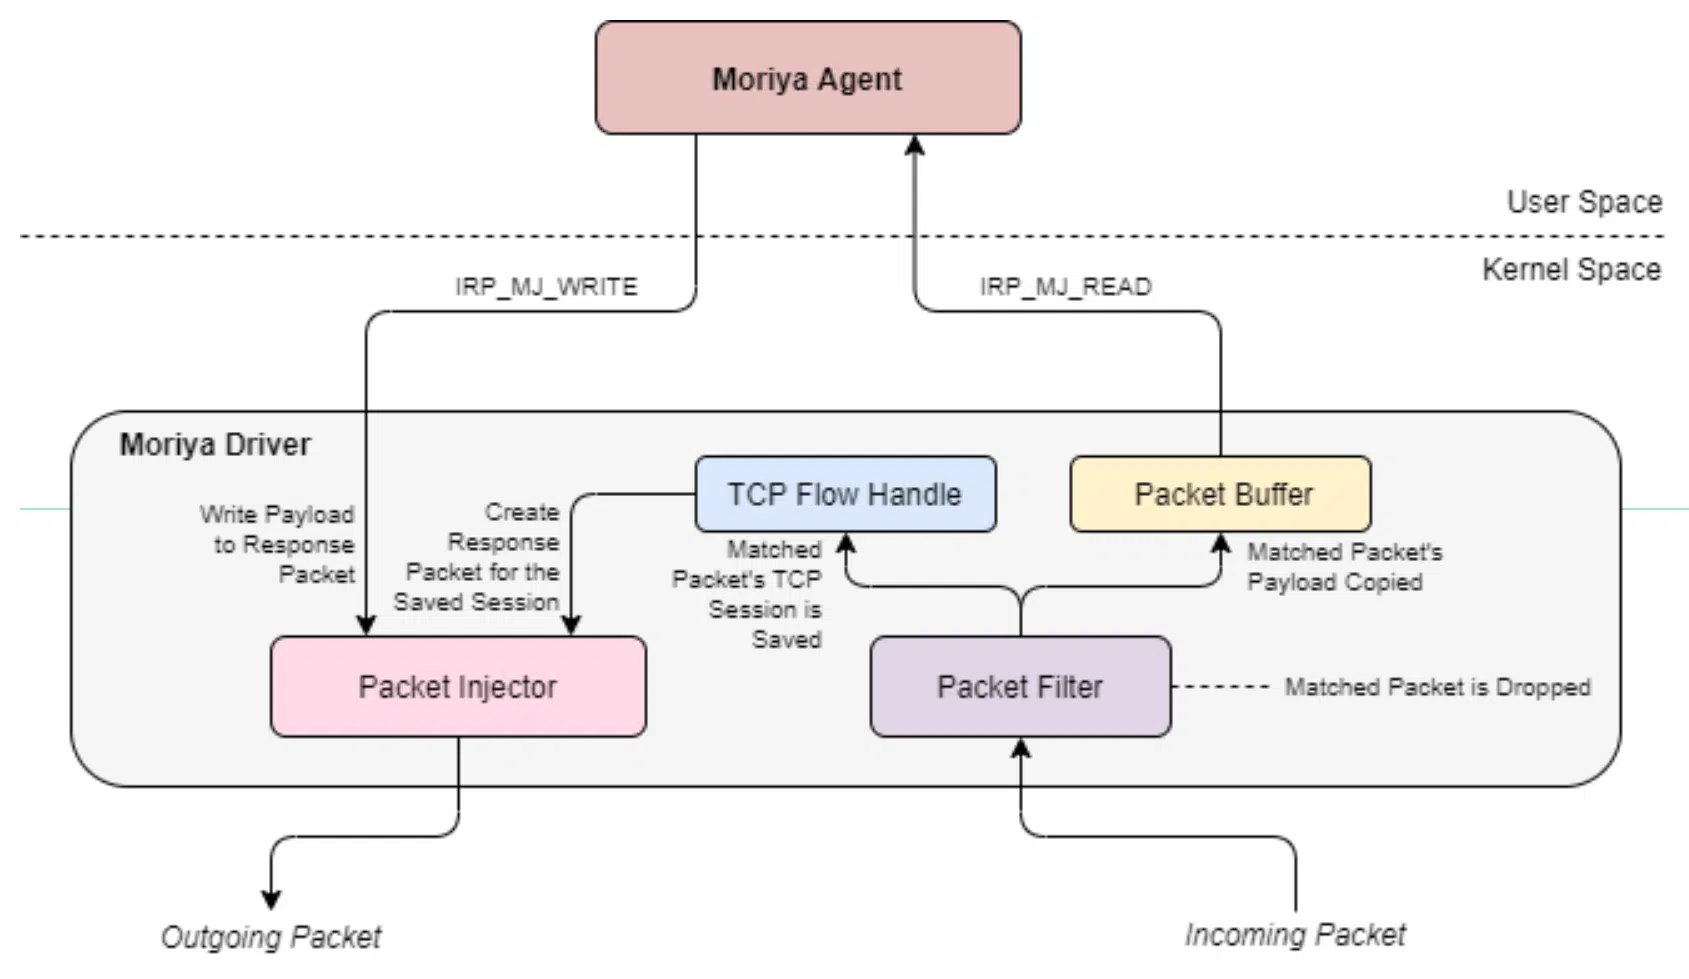 Moriya Agent
User Space
Kernel Space
IRP_MJ_WRITE
IRP_MJ_READ
Moriya Driver
Write Payload
to Response
Packet
Create
Response
Packet for the
Saved Session
TCP Flow Handle
Matched
Packet's TCP
Session is
Saved
Packet Buffer
Matched Packet's
Payload Copied
Packet Injector
Packet Filter
Matched Packet is Dropped
Outgoing Packet
Incoming Packet